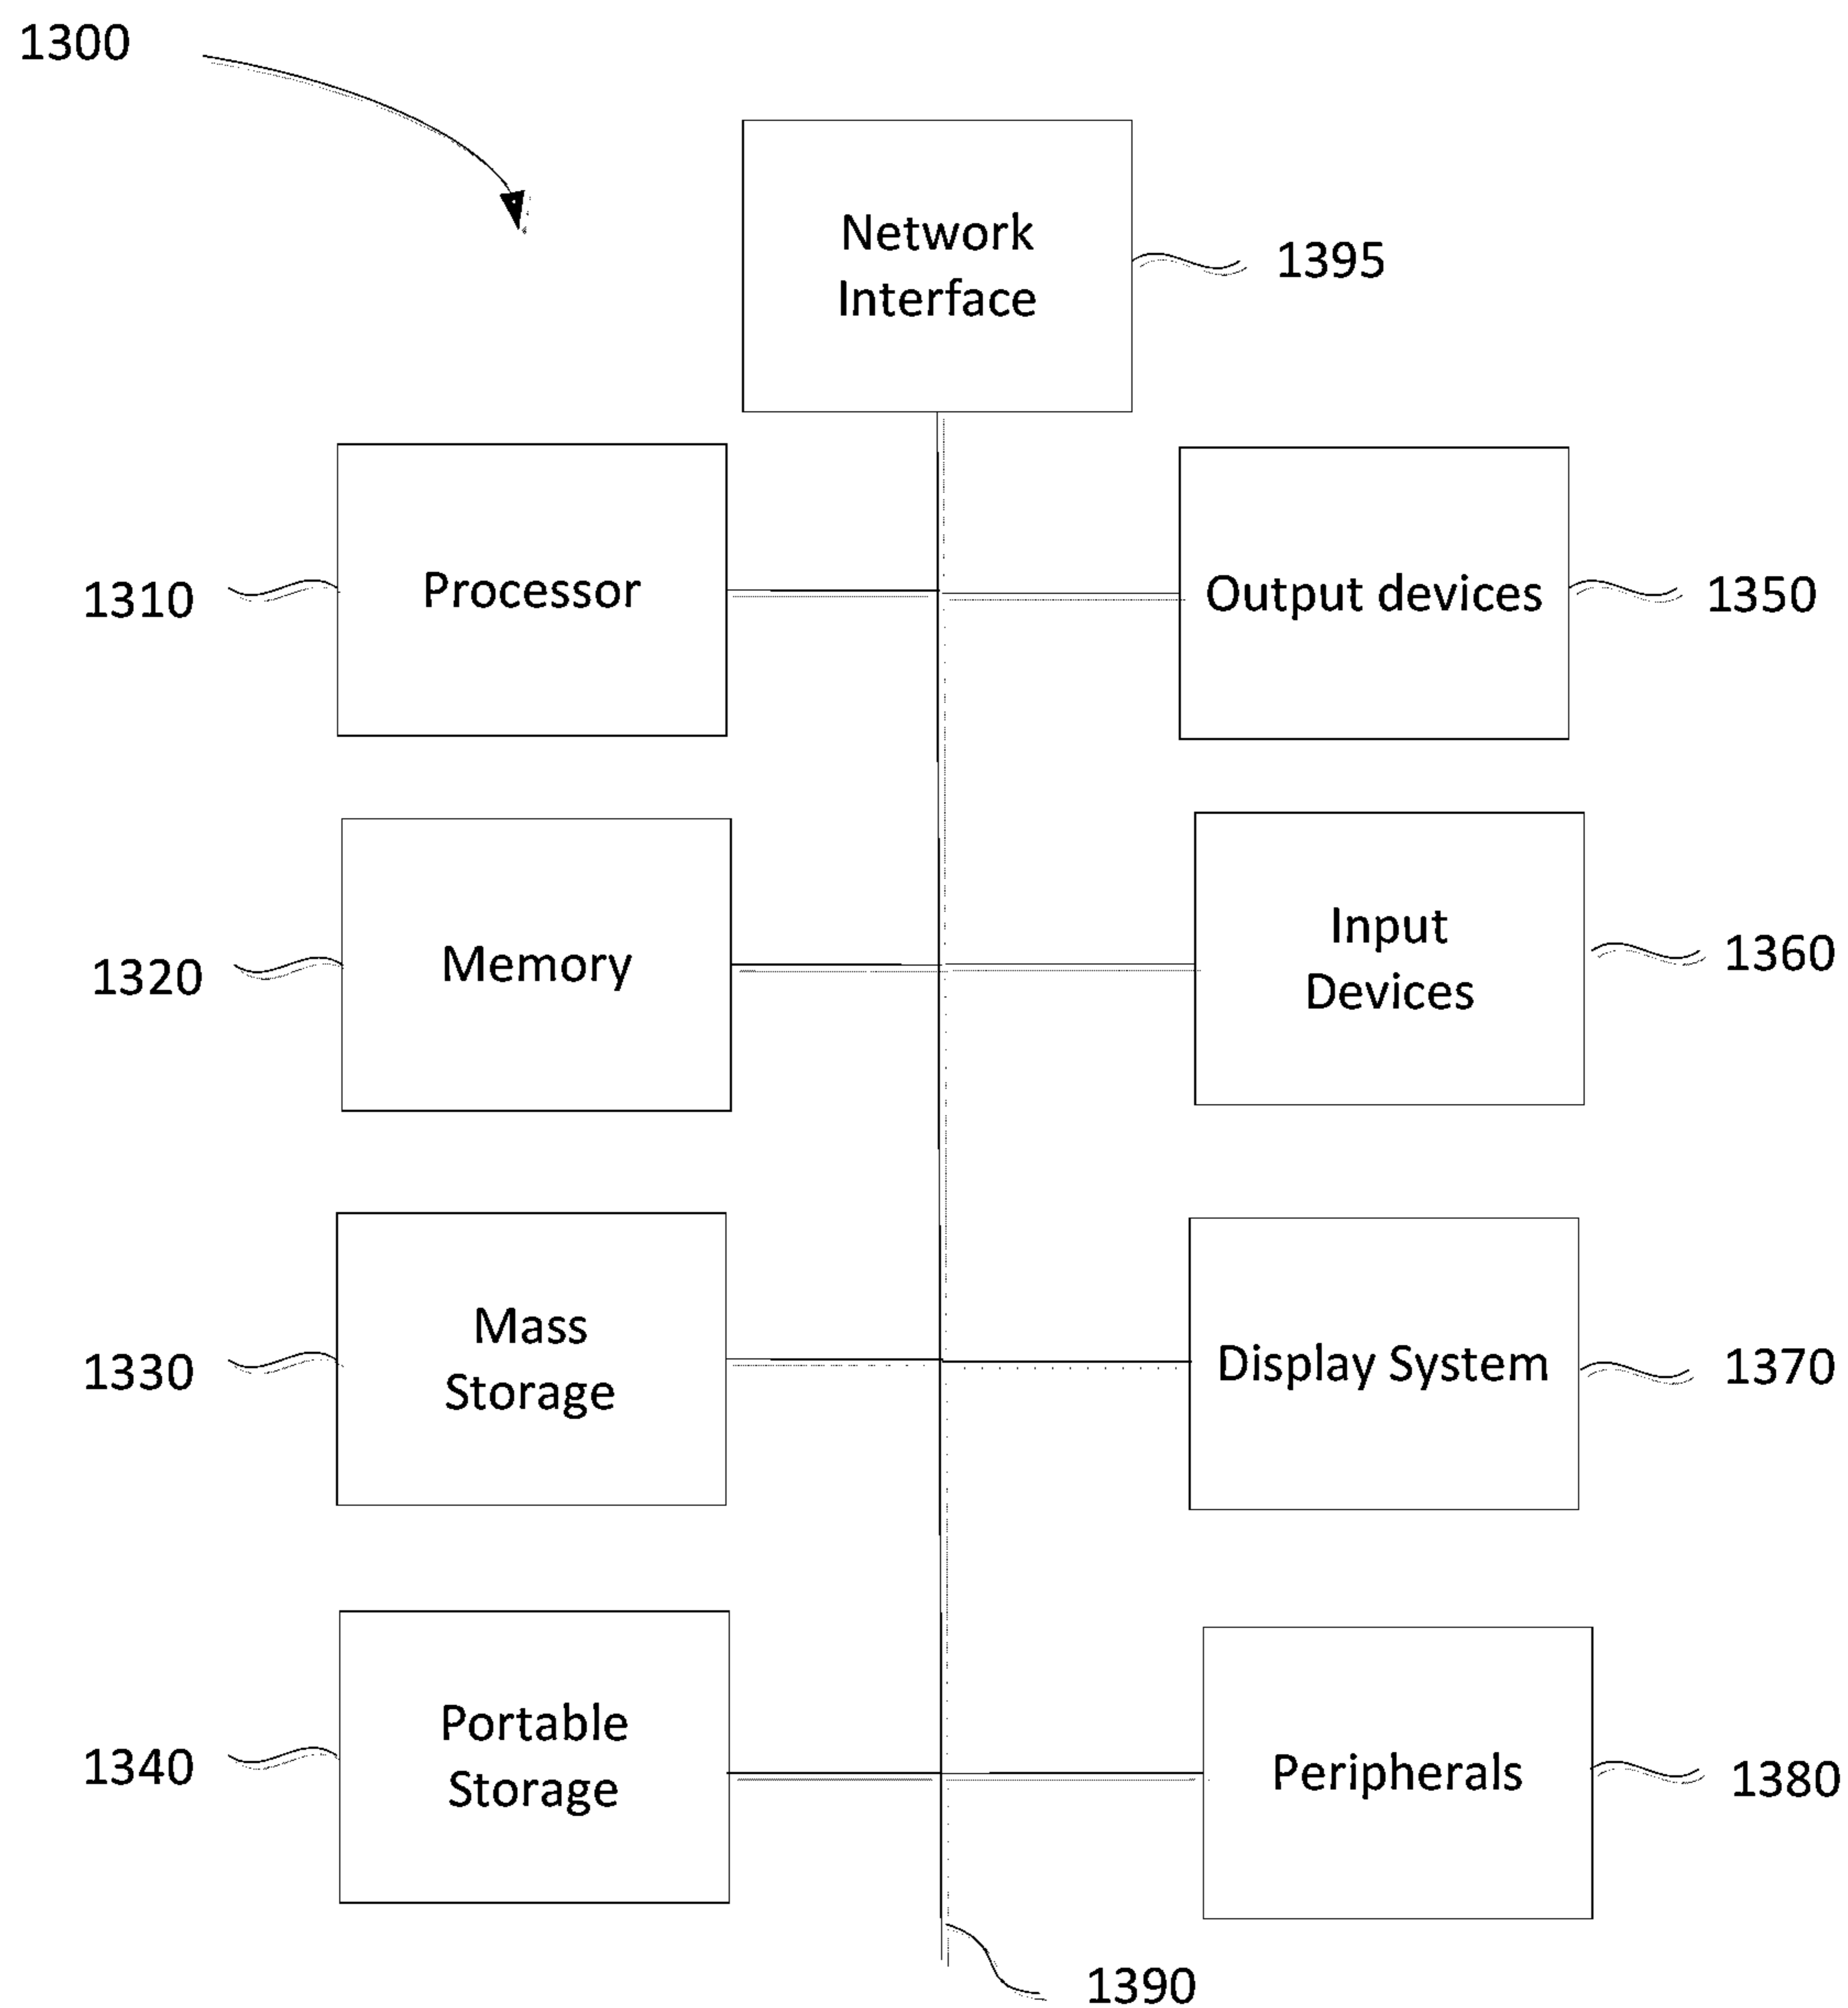 1300
Network
Interface
1395
Processor
1310
Output devices
1350
Memory
1320
Input
Devices
1360
Mass
Storage
1330
Display System
1370
Portable
Storage
1340
Peripherals
1380
1390